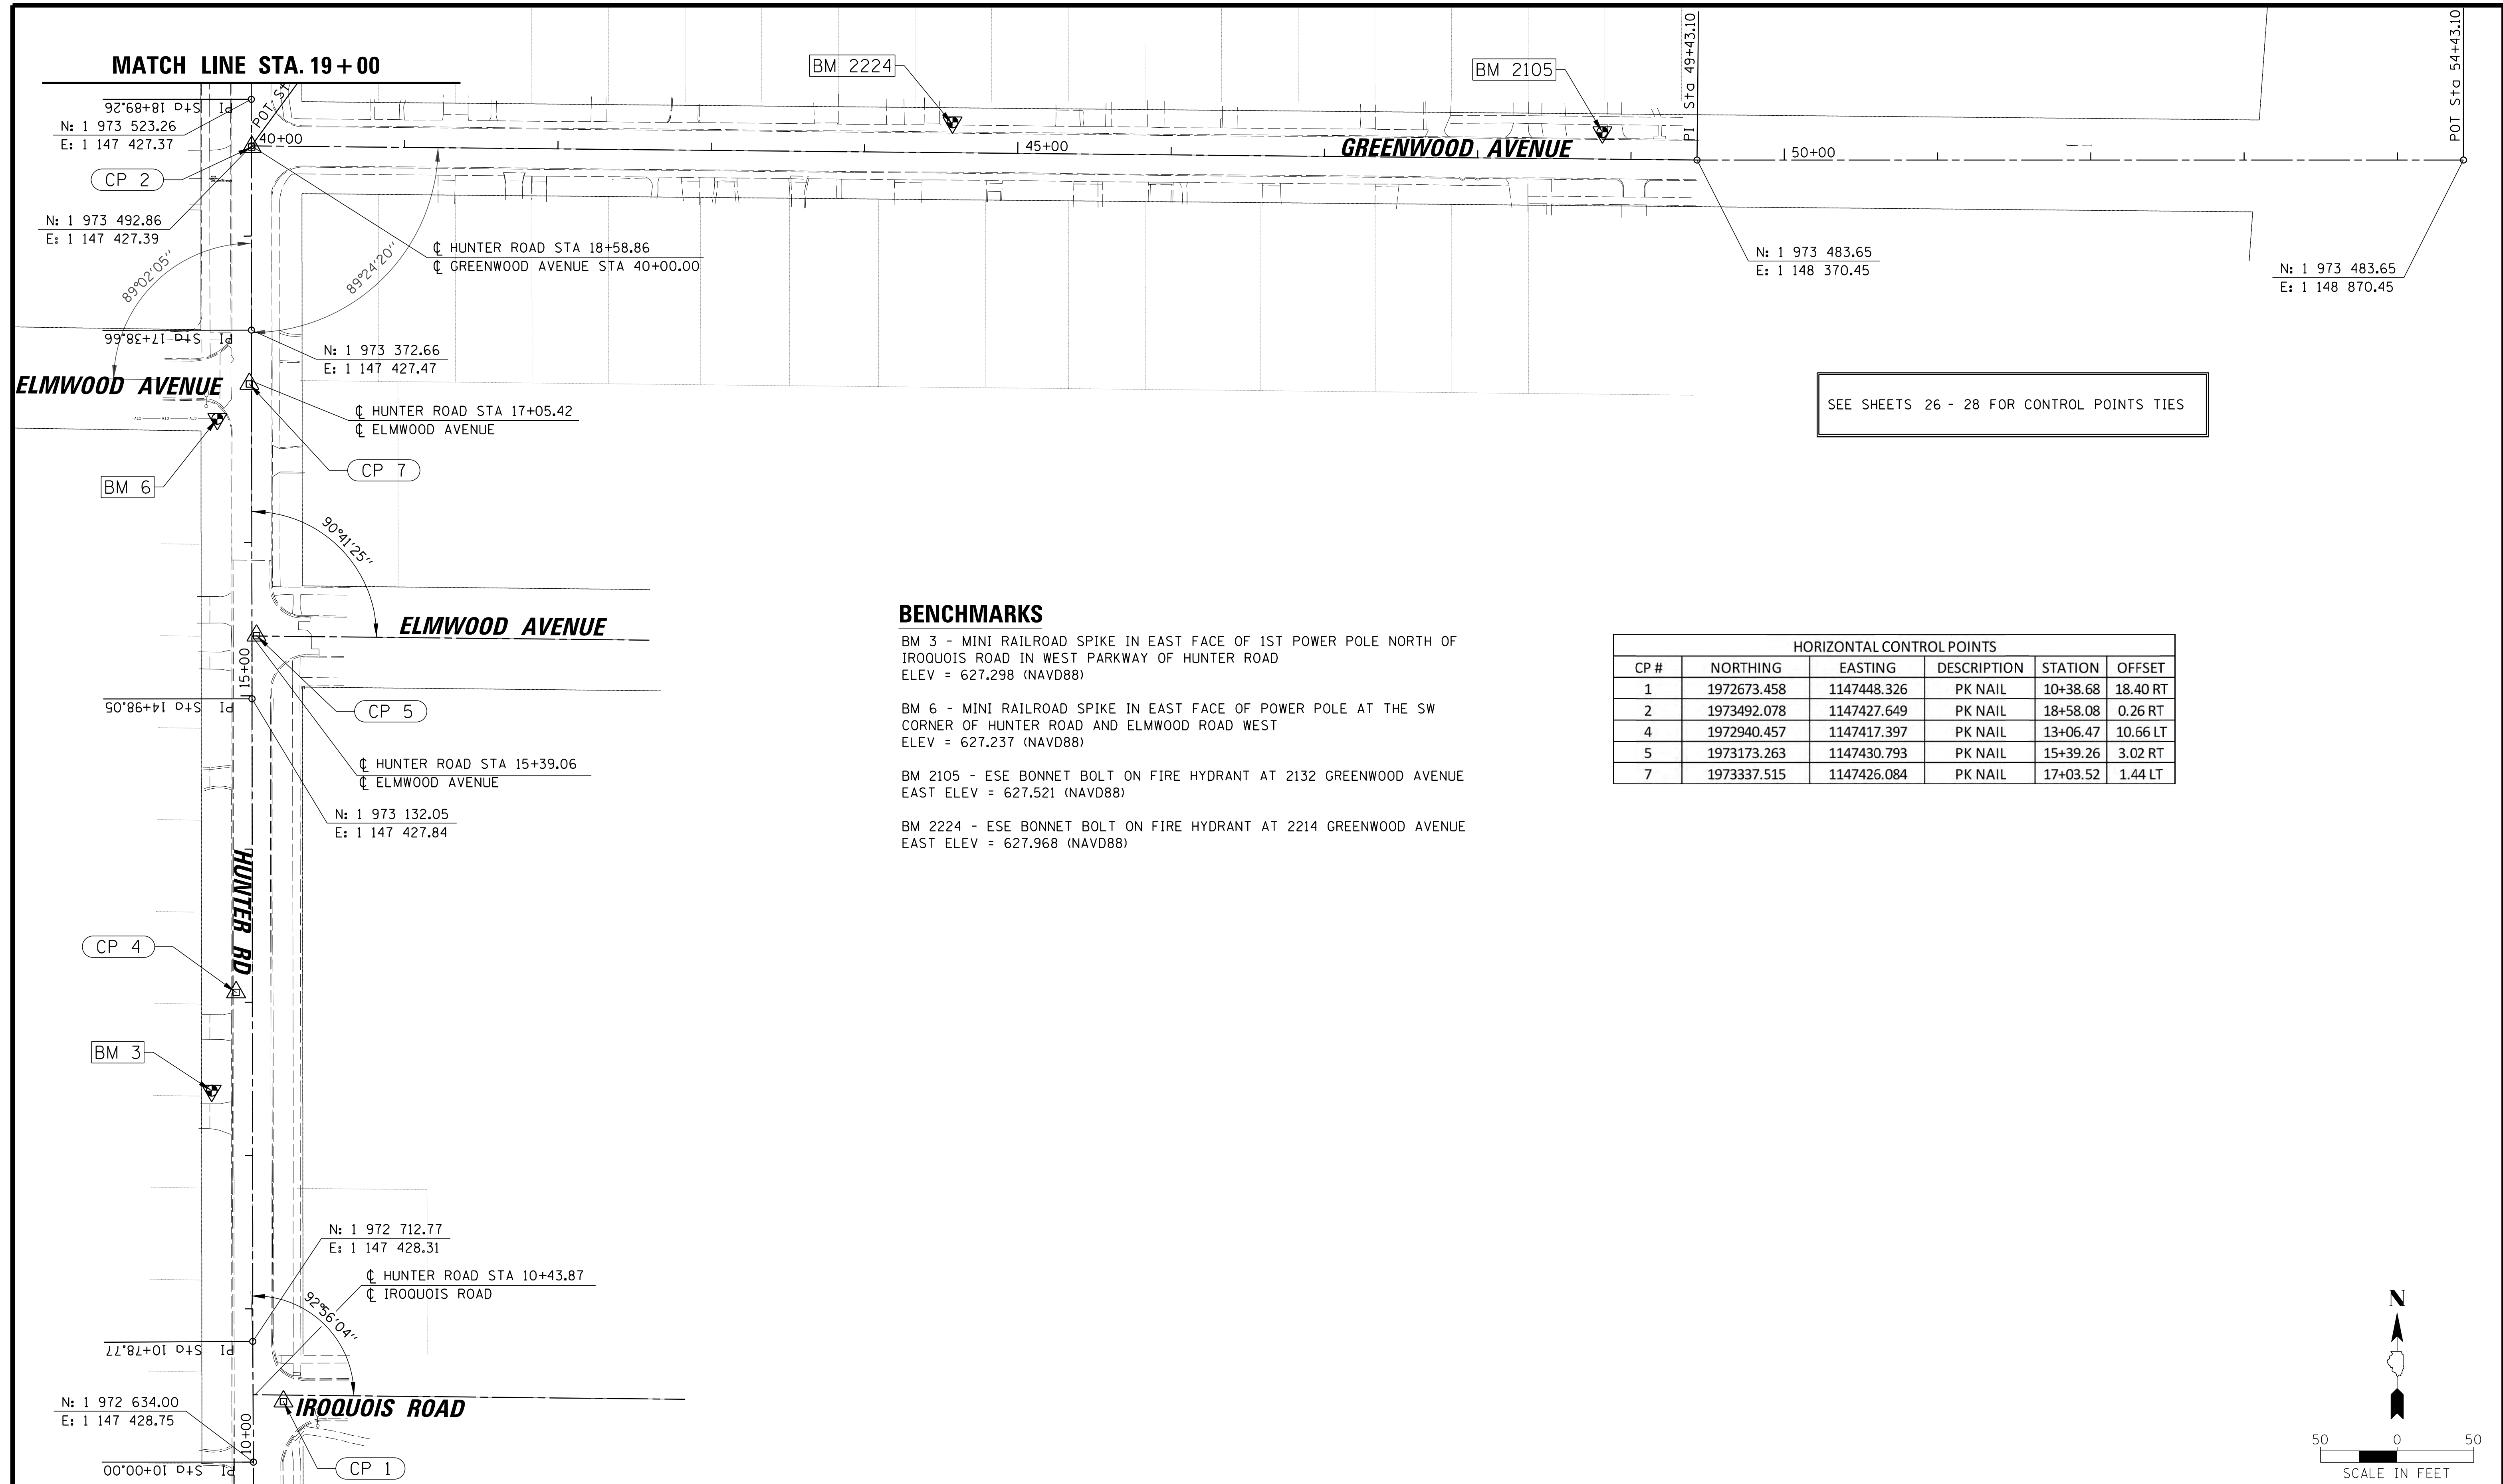 MATCH LINE STA. 19+00
PI Sta 18+89.26
N: 1 973 523.26
E: 1 147 427.37
POT ST
40+00
CP 2
N: 1 973 492.86
E: 1 147 427.39
BM 2224
BM 2105
45+00
GREENWOOD AVENUE
PI Sta 49+43.10
50+00
POT Sta 54+43.10
℄ HUNTER ROAD STA 18+58.86
℄ GREENWOOD AVENUE STA 40+00.00
N: 1 973 483.65
E: 1 148 370.45
N: 1 973 483.65
E: 1 148 870.45
89°02'05"
89°24'20"
PI Sta 17+38.66
N: 1 973 372.66
E: 1 147 427.47
ELMWOOD AVENUE
℄ HUNTER ROAD STA 17+05.42
℄ ELMWOOD AVENUE
CP 7
BM 6
SEE SHEETS 26 - 28 FOR CONTROL POINTS TIES
90°41'25"
ELMWOOD AVENUE
15+00
PI Sta 14+98.05
CP 5
℄ HUNTER ROAD STA 15+39.06
℄ ELMWOOD AVENUE
N: 1 973 132.05
E: 1 147 427.84
BENCHMARKS
BM 3 - MINI RAILROAD SPIKE IN EAST FACE OF 1ST POWER POLE NORTH OF
IROQUOIS ROAD IN WEST PARKWAY OF HUNTER ROAD
ELEV = 627.298 (NAVD88)
BM 6 - MINI RAILROAD SPIKE IN EAST FACE OF POWER POLE AT THE SW
CORNER OF HUNTER ROAD AND ELMWOOD ROAD WEST
ELEV = 627.237 (NAVD88)
BM 2105 - ESE BONNET BOLT ON FIRE HYDRANT AT 2132 GREENWOOD AVENUE
EAST ELEV = 627.521 (NAVD88)
BM 2224 - ESE BONNET BOLT ON FIRE HYDRANT AT 2214 GREENWOOD AVENUE
EAST ELEV = 627.968 (NAVD88)
HORIZONTAL CONTROL POINTS
CP # NORTHING EASTING DESCRIPTION STATION OFFSET
1 1972673.458 1147448.326 PK NAIL 10+38.68 18.40 RT
2 1973492.078 1147427.649 PK NAIL 18+58.08 0.26 RT
4 1972940.457 1147417.397 PK NAIL 13+06.47 10.66 LT
5 1973173.263 1147430.793 PK NAIL 15+39.26 3.02 RT
7 1973337.515 1147426.084 PK NAIL 17+03.52 1.44 LT
HUNTER RD
CP 4
BM 3
N: 1 972 712.77
E: 1 147 428.31
℄ HUNTER ROAD STA 10+43.87
℄ IROQUOIS ROAD
92°56'04"
PI Sta 10+78.77
N: 1 972 634.00
E: 1 147 428.75
IROQUOIS ROAD
10+00
PI Sta 10+00.00
CP 1
N
50 0 50
SCALE IN FEET